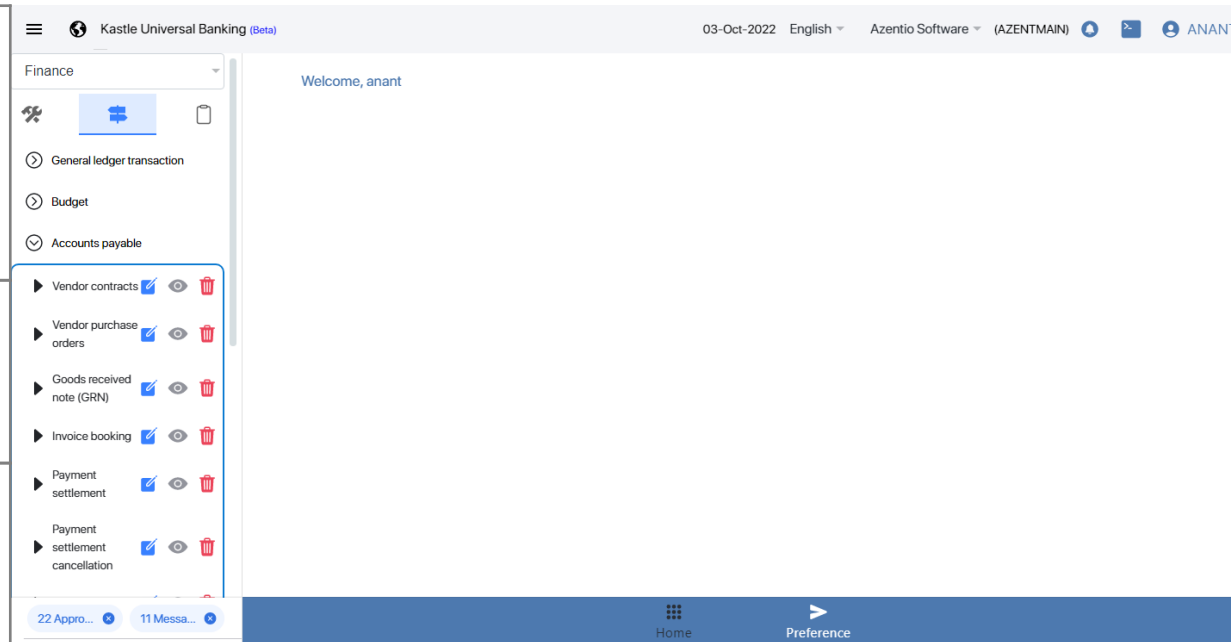 Kastle Universal Banking (Beta)
03-Oct-2022 English Azentio Software (AZENTMAIN) ANANT
Finance
Welcome, anant
General ledger transaction
Budget
Accounts payable
Vendor contracts
Vendor purchase
orders
Goods received
note (GRN)
Invoice booking
Payment
settlement
Payment
settlement
cancellation
22 Appro...
11 Messa...
Home
Preference